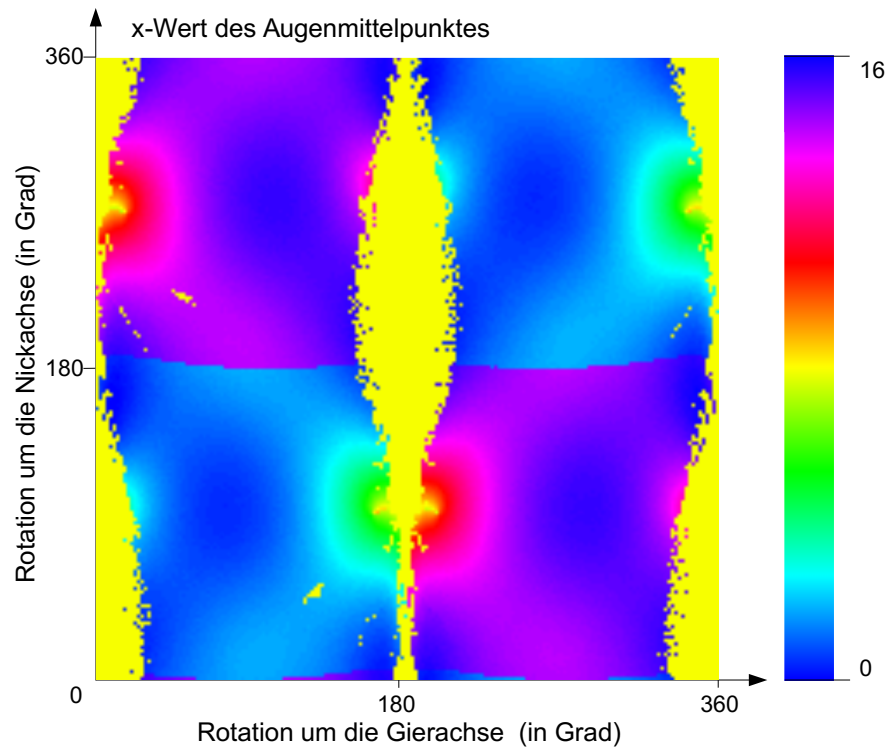 x-Wert des Augenmittelpunktes
360
16
Rotation um die Nickachse (in Grad)
180
0
0
180
360
Rotation um die Gierachse (in Grad)